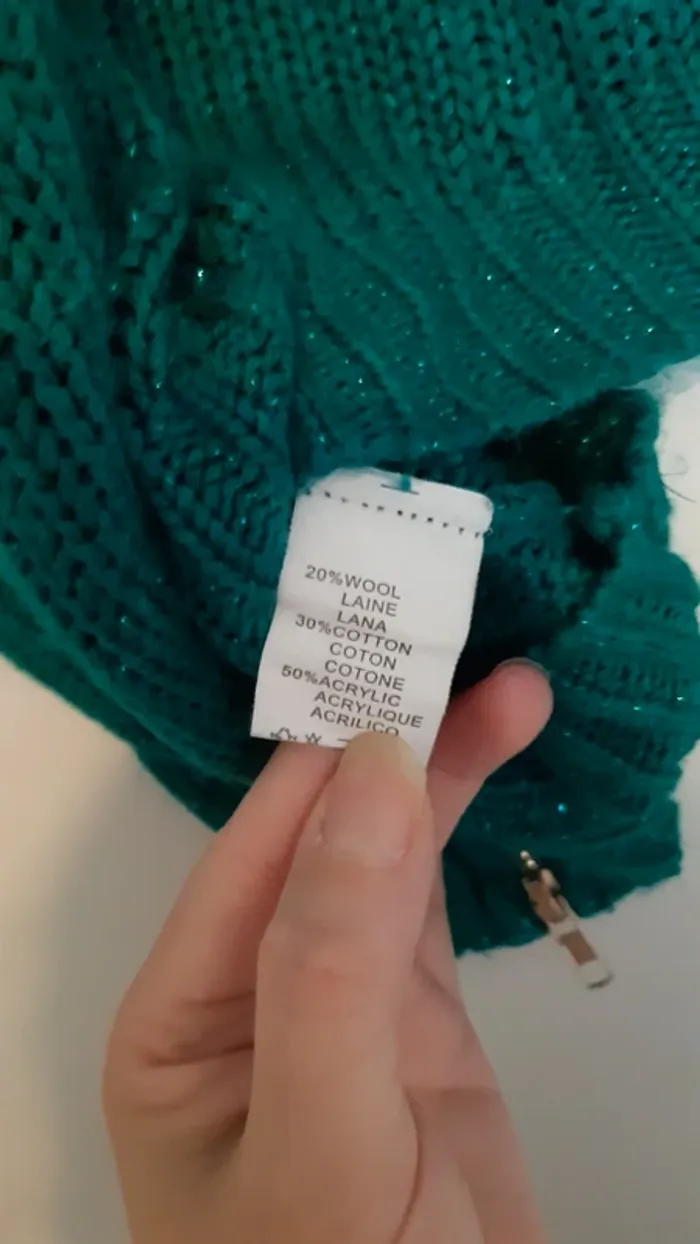 20%WOOL
LAINE
LANA
30%COTTON
COTON
COTONE
50%ACRYLIC
ACRYLIQUE
ACRILICO